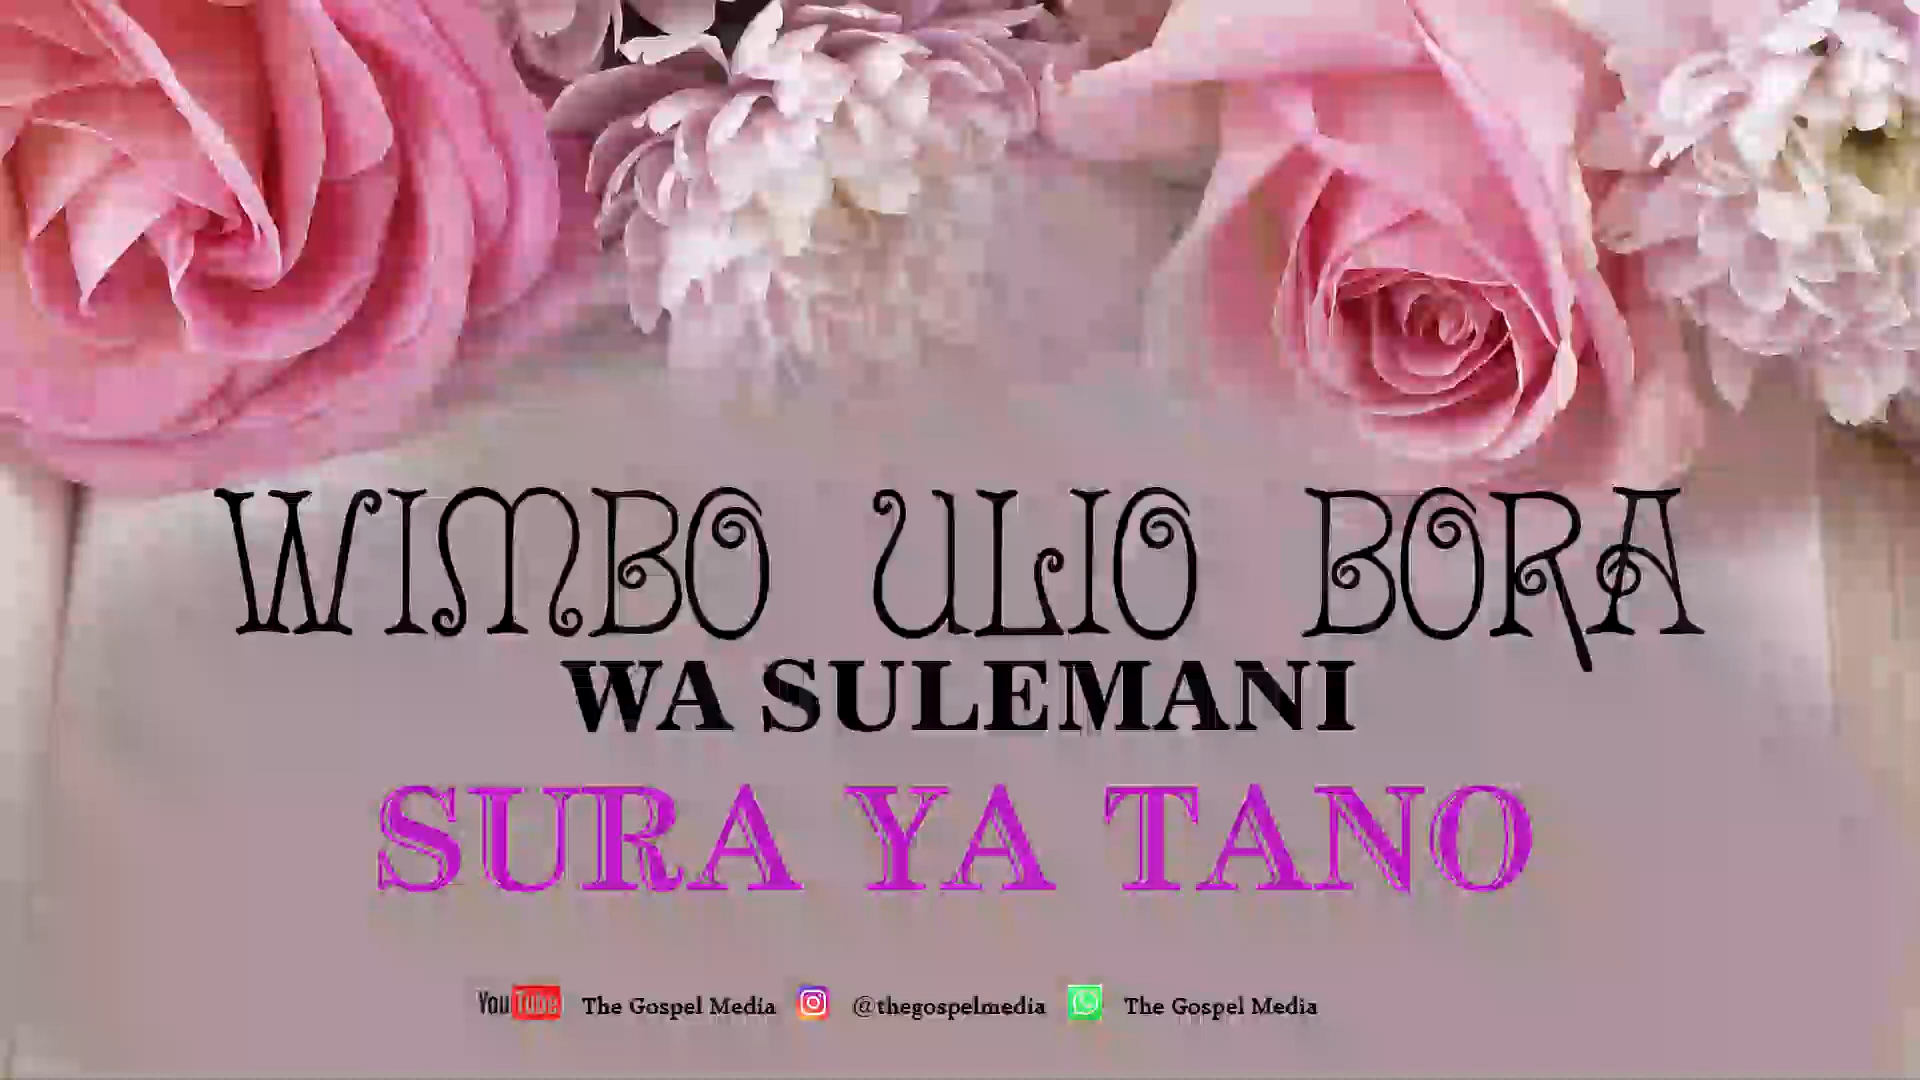 WIMBO ULIO BORA
WA SULEMANI
SURA YA TANO
YouTube The Gospel Media @thegospelmedia The Gospel Media